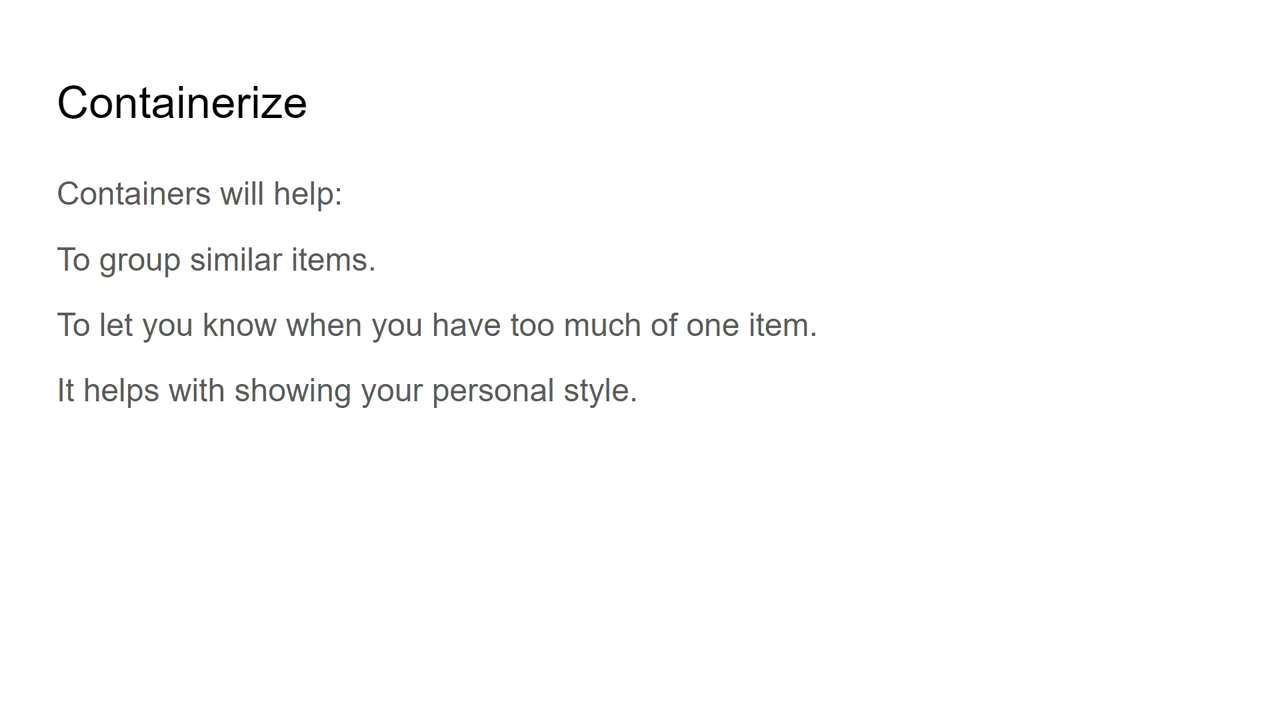 Containerize
Containers will help:
To group similar items.
To let you know when you have too much of one item.
It helps with showing your personal style.